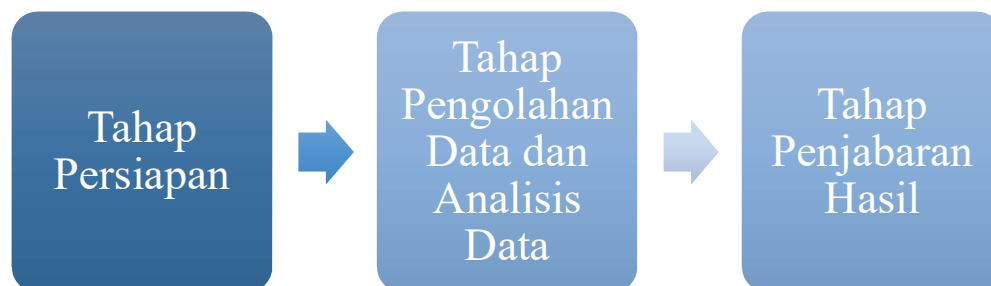 Tahap
Persiapan
Tahap
Pengolahan
Data dan
Analisis
Data
Tahap
Penjabaran
Hasil